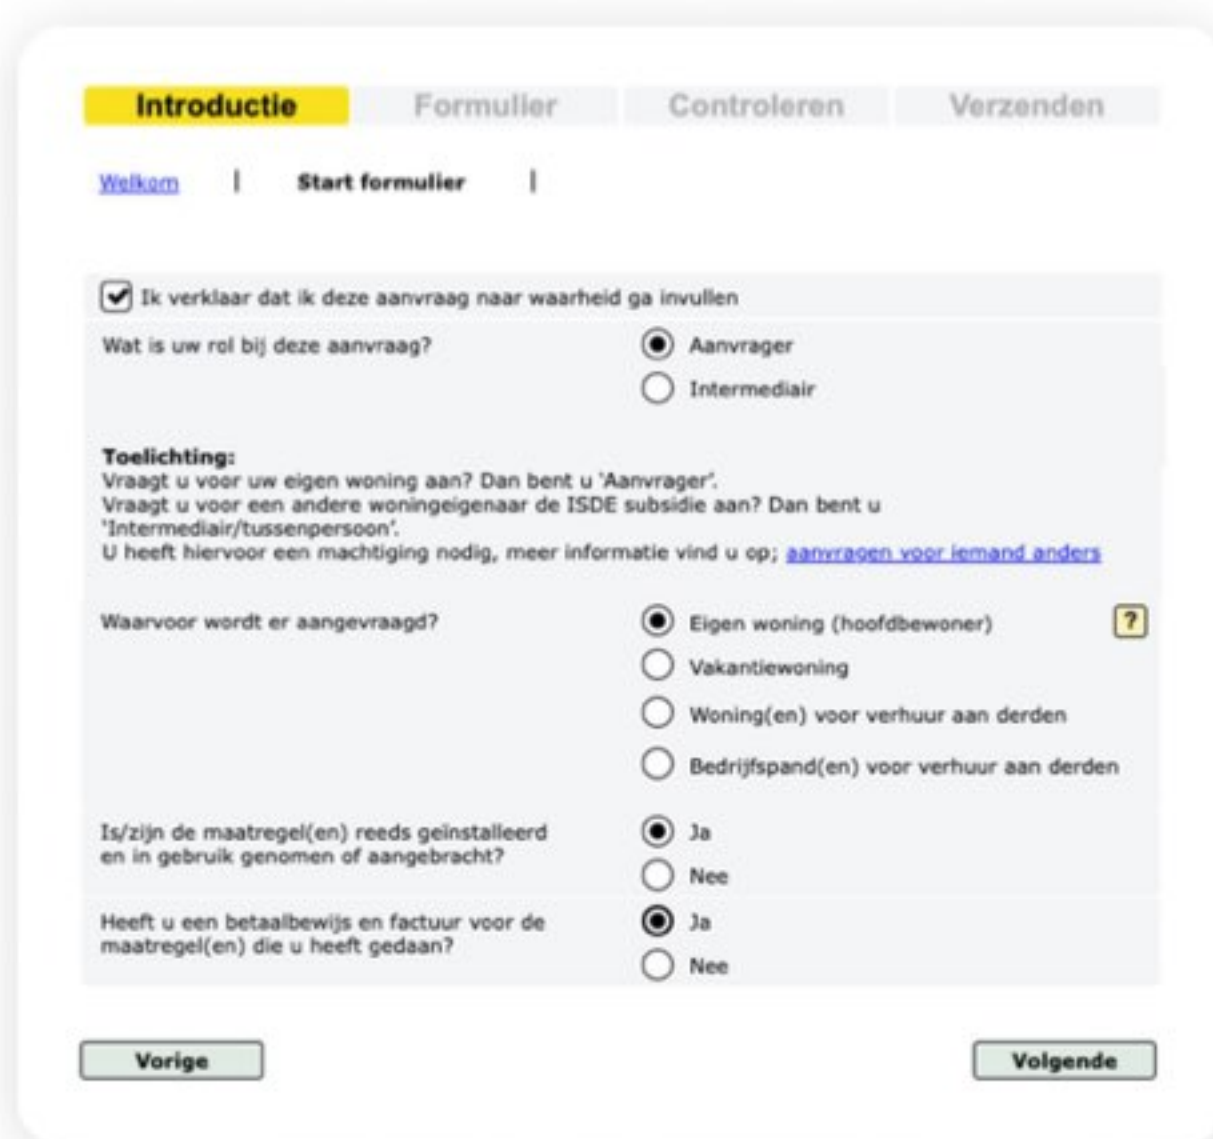 Introductie Formulier Controleren Verzenden
Welkom | Start formulier |
Ik verklaar dat ik deze aanvraag naar waarheid ga invullen
Wat is uw rol bij deze aanvraag?
Aanvrager
Intermediair
Toelichting:
Vraagt u voor uw eigen woning aan? Dan bent u 'Aanvrager'.
Vraagt u voor een andere woningeigenaar de ISDE subsidie aan? Dan bent u
'Intermediair/tussenpersoon'.
U heeft hiervoor een machtiging nodig, meer informatie vind u op; aanvragen voor iemand anders
Waarvoor wordt er aangevraagd?
Eigen woning (hoofdbewoner) ?
Vakantiewoning
Woning(en) voor verhuur aan derden
Bedrijfspand(en) voor verhuur aan derden
Is/zijn de maatregel(en) reeds geïnstalleerd
en in gebruik genomen of aangebracht?
Ja
Nee
Heeft u een betaalbewijs en factuur voor de
maatregel(en) die u heeft gedaan?
Ja
Nee
Vorige Volgende